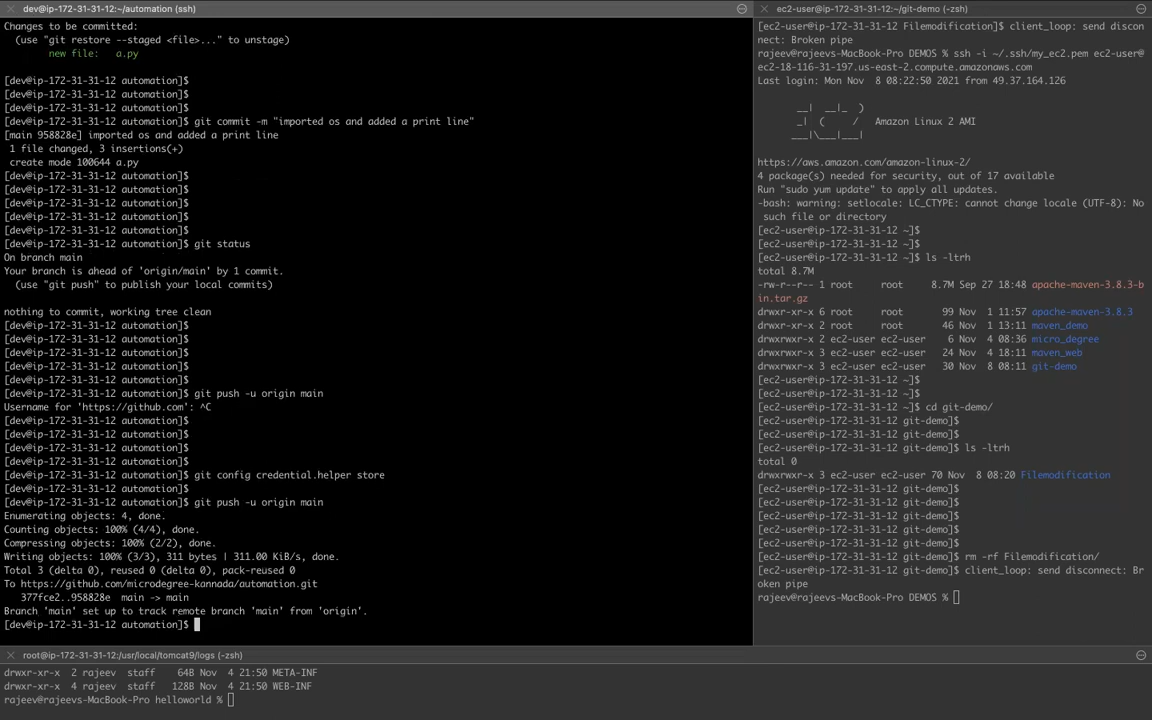 dev@ip-172-31-31-12:~/automation (ssh)
Changes to be committed:
  (use "git restore --staged <file>..." to unstage)
        new file:   a.py
[dev@ip-172-31-31-12 automation]$
[dev@ip-172-31-31-12 automation]$
[dev@ip-172-31-31-12 automation]$
[dev@ip-172-31-31-12 automation]$ git commit -m "imported os and added a print line"
[main 958828e] imported os and added a print line
 1 file changed, 3 insertions(+)
 create mode 100644 a.py
[dev@ip-172-31-31-12 automation]$
[dev@ip-172-31-31-12 automation]$
[dev@ip-172-31-31-12 automation]$
[dev@ip-172-31-31-12 automation]$
[dev@ip-172-31-31-12 automation]$
[dev@ip-172-31-31-12 automation]$ git status
On branch main
Your branch is ahead of 'origin/main' by 1 commit.
  (use "git push" to publish your local commits)
nothing to commit, working tree clean
[dev@ip-172-31-31-12 automation]$
[dev@ip-172-31-31-12 automation]$
[dev@ip-172-31-31-12 automation]$
[dev@ip-172-31-31-12 automation]$
[dev@ip-172-31-31-12 automation]$
[dev@ip-172-31-31-12 automation]$ git push -u origin main
Username for 'https://github.com': ^C
[dev@ip-172-31-31-12 automation]$
[dev@ip-172-31-31-12 automation]$
[dev@ip-172-31-31-12 automation]$
[dev@ip-172-31-31-12 automation]$
[dev@ip-172-31-31-12 automation]$ git config credential.helper store
[dev@ip-172-31-31-12 automation]$
[dev@ip-172-31-31-12 automation]$ git push -u origin main
Enumerating objects: 4, done.
Counting objects: 100% (4/4), done.
Compressing objects: 100% (2/2), done.
Writing objects: 100% (3/3), 311 bytes | 311.00 KiB/s, done.
Total 3 (delta 0), reused 0 (delta 0), pack-reused 0
To https://github.com/microdegree-kannada/automation.git
   377fce2..958828e  main -> main
Branch 'main' set up to track remote branch 'main' from 'origin'.
[dev@ip-172-31-31-12 automation]$
ec2-user@ip-172-31-31-12:~/git-demo (-zsh)
[ec2-user@ip-172-31-31-12 Filemodification]$ client_loop: send discon
nect: Broken pipe
rajeev@rajeevs-MacBook-Pro DEMOS % ssh -i ~/.ssh/my_ec2.pem ec2-user@
ec2-18-116-31-197.us-east-2.compute.amazonaws.com
Last login: Mon Nov  8 08:22:50 2021 from 49.37.164.126
       __|  __|_  )
       _|  (     /   Amazon Linux 2 AMI
      ___|\___|___|
https://aws.amazon.com/amazon-linux-2/
4 package(s) needed for security, out of 17 available
Run "sudo yum update" to apply all updates.
-bash: warning: setlocale: LC_CTYPE: cannot change locale (UTF-8): No
 such file or directory
[ec2-user@ip-172-31-31-12 ~]$
[ec2-user@ip-172-31-31-12 ~]$
[ec2-user@ip-172-31-31-12 ~]$ ls -ltrh
total 8.7M
-rw-r--r-- 1 root     root     8.7M Sep 27 18:48 apache-maven-3.8.3-b
in.tar.gz
drwxr-xr-x 6 root     root       99 Nov  1 11:57 apache-maven-3.8.3
drwxr-xr-x 2 root     root       46 Nov  1 13:11 maven_demo
drwxrwxr-x 2 ec2-user ec2-user    6 Nov  4 08:36 micro_degree
drwxrwxr-x 3 ec2-user ec2-user   24 Nov  4 18:11 maven_web
drwxrwxr-x 3 ec2-user ec2-user   30 Nov  8 08:11 git-demo
[ec2-user@ip-172-31-31-12 ~]$
[ec2-user@ip-172-31-31-12 ~]$
[ec2-user@ip-172-31-31-12 ~]$ cd git-demo/
[ec2-user@ip-172-31-31-12 git-demo]$
[ec2-user@ip-172-31-31-12 git-demo]$
[ec2-user@ip-172-31-31-12 git-demo]$ ls -ltrh
total 0
drwxrwxr-x 3 ec2-user ec2-user 70 Nov  8 08:20 Filemodification
[ec2-user@ip-172-31-31-12 git-demo]$
[ec2-user@ip-172-31-31-12 git-demo]$
[ec2-user@ip-172-31-31-12 git-demo]$
[ec2-user@ip-172-31-31-12 git-demo]$
[ec2-user@ip-172-31-31-12 git-demo]$
[ec2-user@ip-172-31-31-12 git-demo]$ rm -rf Filemodification/
[ec2-user@ip-172-31-31-12 git-demo]$ client_loop: send disconnect: Br
oken pipe
rajeev@rajeevs-MacBook-Pro DEMOS %
root@ip-172-31-31-12:/usr/local/tomcat9/logs (-zsh)
drwxr-xr-x  2 rajeev  staff    64B Nov  4 21:50 META-INF
drwxr-xr-x  4 rajeev  staff   128B Nov  4 21:50 WEB-INF
rajeev@rajeevs-MacBook-Pro helloworld %